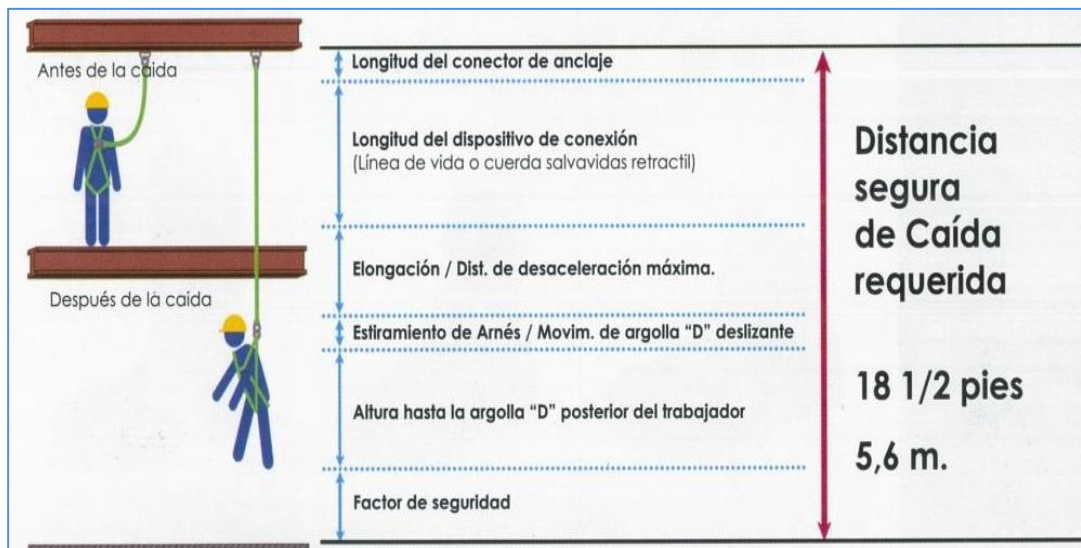 Antes de la caida
Después de la caida
Longitud del conector de anclaje
Longitud del dispositivo de conexión
(Línea de vida o cuerda salvavidas retractil)
Elongación / Dist. de desaceleración máxima.
Estiramiento de Arnés / Movim. de argolla “D” deslizante
Altura hasta la argolla “D” posterior del trabajador
Factor de seguridad
Distancia
segura
de Caída
requerida
18 1/2 pies
5,6 m.